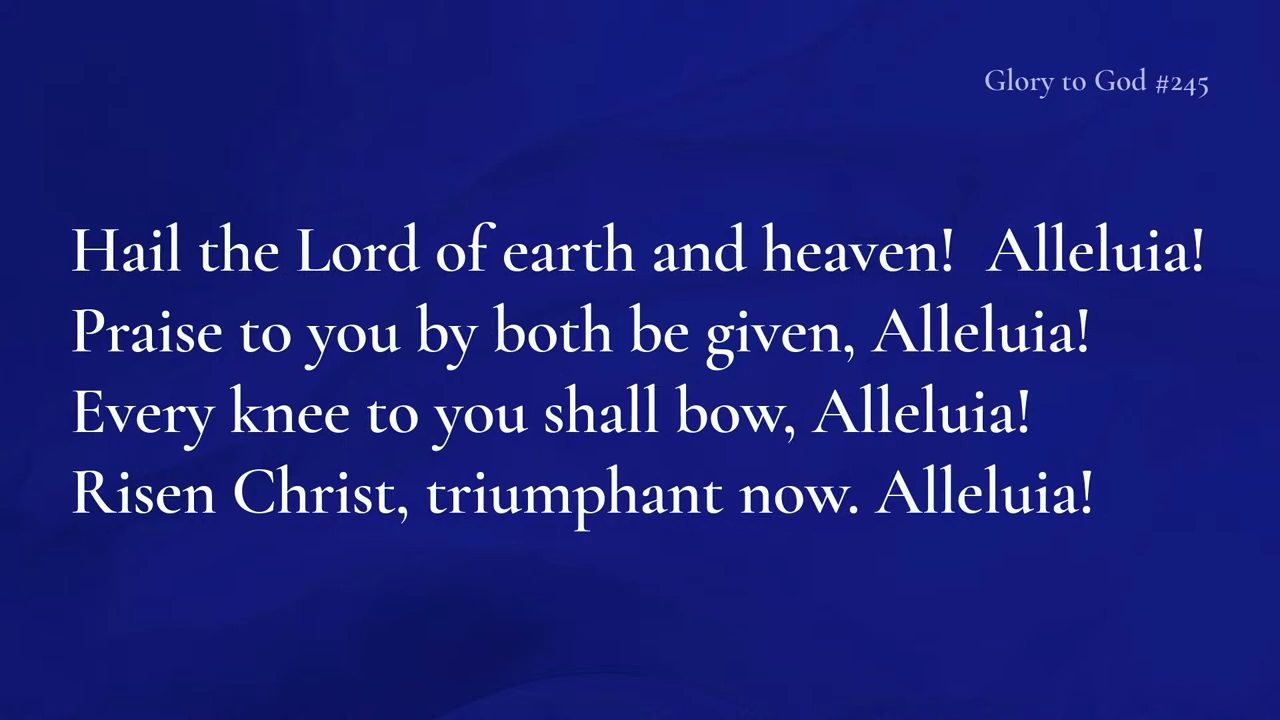 Glory to God #245
Hail the Lord of earth and heaven!  Alleluia!
Praise to you by both be given, Alleluia!
Every knee to you shall bow, Alleluia!
Risen Christ, triumphant now. Alleluia!